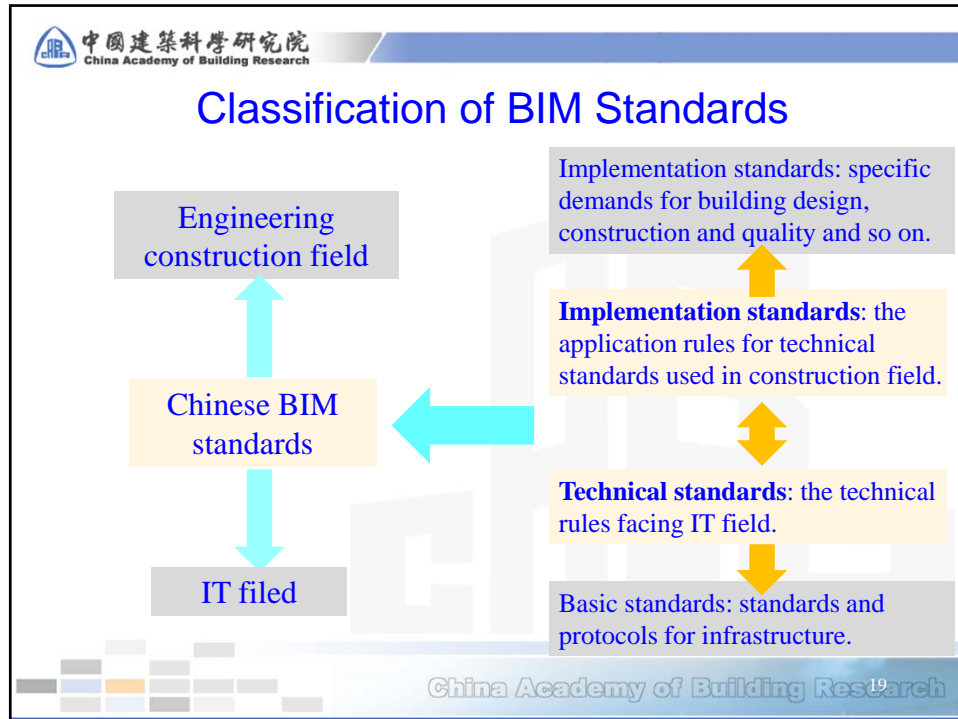 中國建築科學研究院
China Academy of Building Research
Classification of BIM Standards
Engineering
construction field
Chinese BIM
standards
IT filed
Implementation standards: specific
demands for building design,
construction and quality and so on.
Implementation standards: the
application rules for technical
standards used in construction field.
Technical standards: the technical
rules facing IT field.
Basic standards: standards and
protocols for infrastructure.
China Academy of Building Research
19